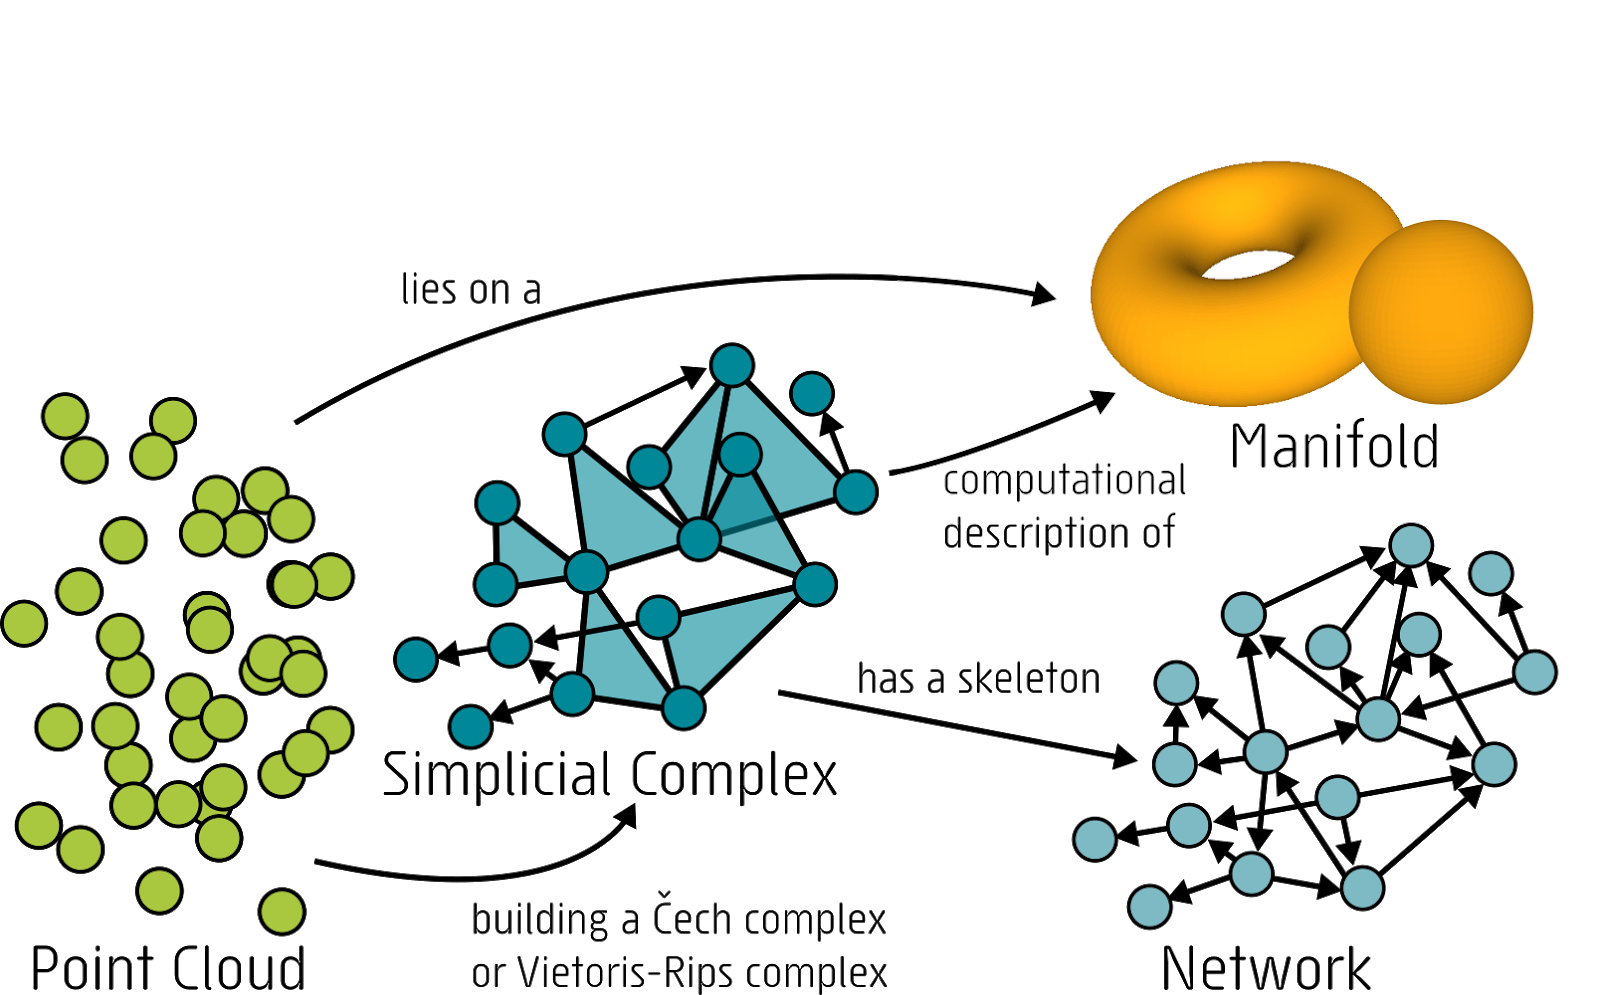 lies on a
Manifold
computational
description of
has a skeleton
Simplicial Complex
building a Čech complex
or Vietoris-Rips complex
Point Cloud
Network